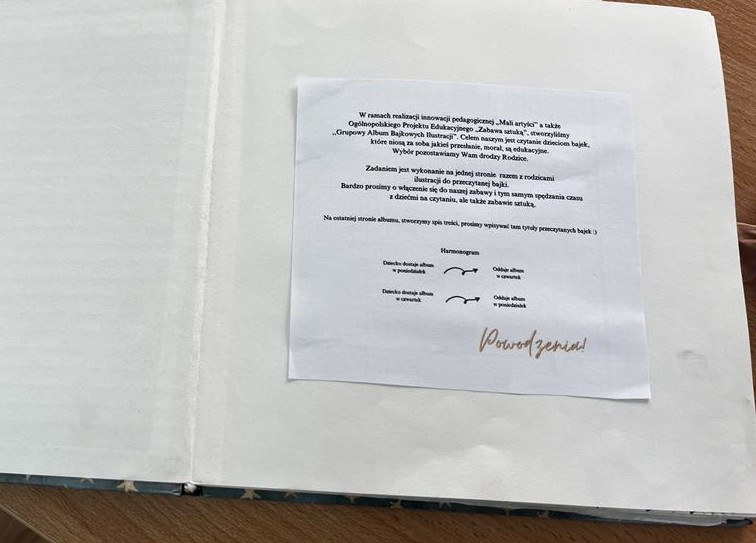 W ramach realizacji innowacji pedagogicznej „Mali artyści" a także
Ogólnopolskiego Projektu Edukacyjnego „Zabawa sztuką", stworzyliśmy
„Grupowy Album Bajkowych Ilustracji". Celem naszym jest czytanie dzieciom bajek,
które niosą za soba jakieś przesłanie, morał, są edukacyjne.
Wybór pozostawiamy Wam drodzy Rodzice.
Zadaniem jest wykonanie na jednej stronie razem z rodzicami
ilustracji do przeczytanej bajki.
Bardzo prosimy o włączenie się do naszej zabawy i tym samym spędzania czasu
z dziećmi na czytaniu, ale także zabawie sztuką.
Na ostatniej stronie albumu, stworzymy spis treści, prosimy wpisywać tam tytuły przeczytanych bajek :)
Harmonogram
Dziecko dostaje album
w poniedziałek
Oddaje album
w czwartek
Dziecko dostaje album
w czwartek
Oddaje album
w poniedziałek
Powodzenia!